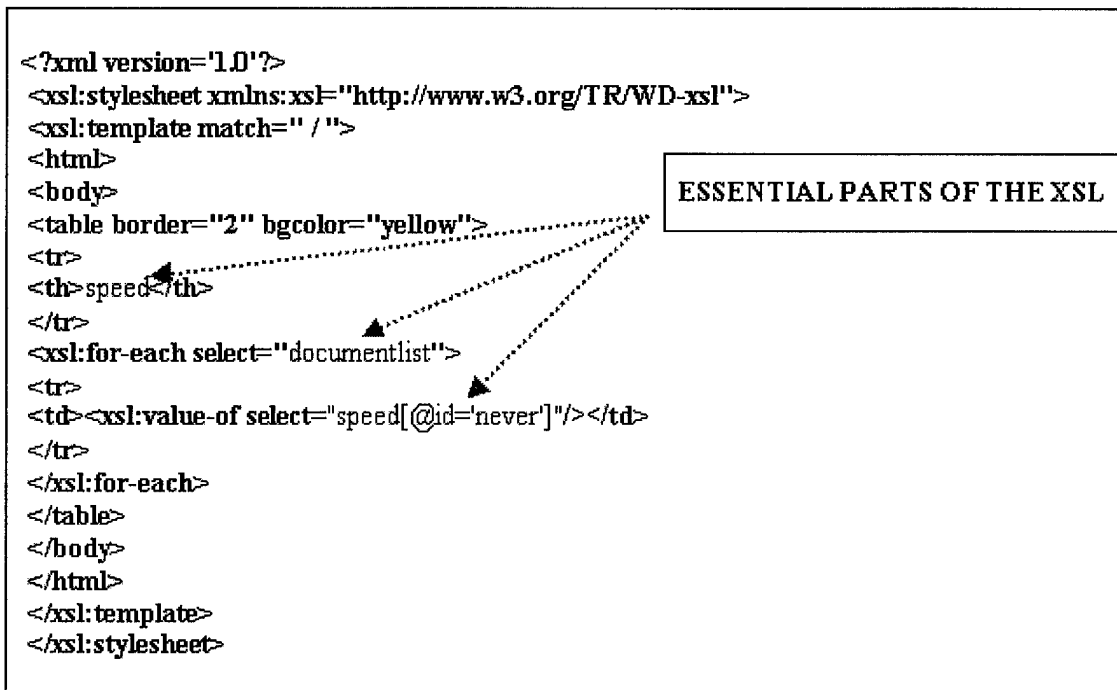 <?xml version='1.0'?>
<xsl:stylesheet xmlns:xsl="http://www.w3.org/TR/WD-xsl">
<xsl:template match=" / ">
<html>
<body>
ESSENTIAL PARTS OF THE XSL
<table border="2" bgcolor="yellow">
<tr>
<th>speed</th>
</tr>
<xsl:for-each select="documentlist">
<tr>
<td><xsl:value-of select="speed[@id='never']"/></td>
</tr>
</xsl:for-each>
</table>
</body>
</html>
</xsl:template>
</xsl:stylesheet>